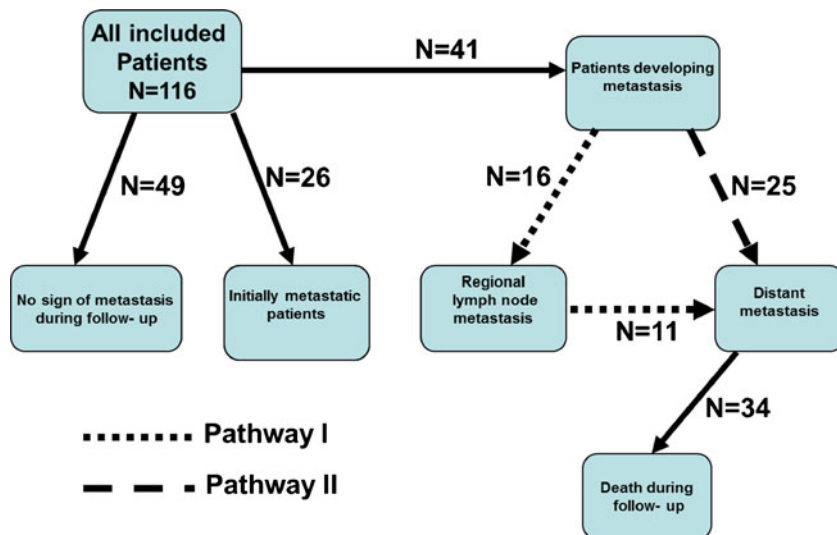 All included
Patients
N=116
N=41
Patients developing
metastasis
N=49
N=26
N=16
N=25
No sign of metastasis
during follow- up
Initially metastatic
patients
Regional
lymph node
metastasis
N=11
Distant
metastasis
N=34
Pathway I
Pathway II
Death during
follow- up